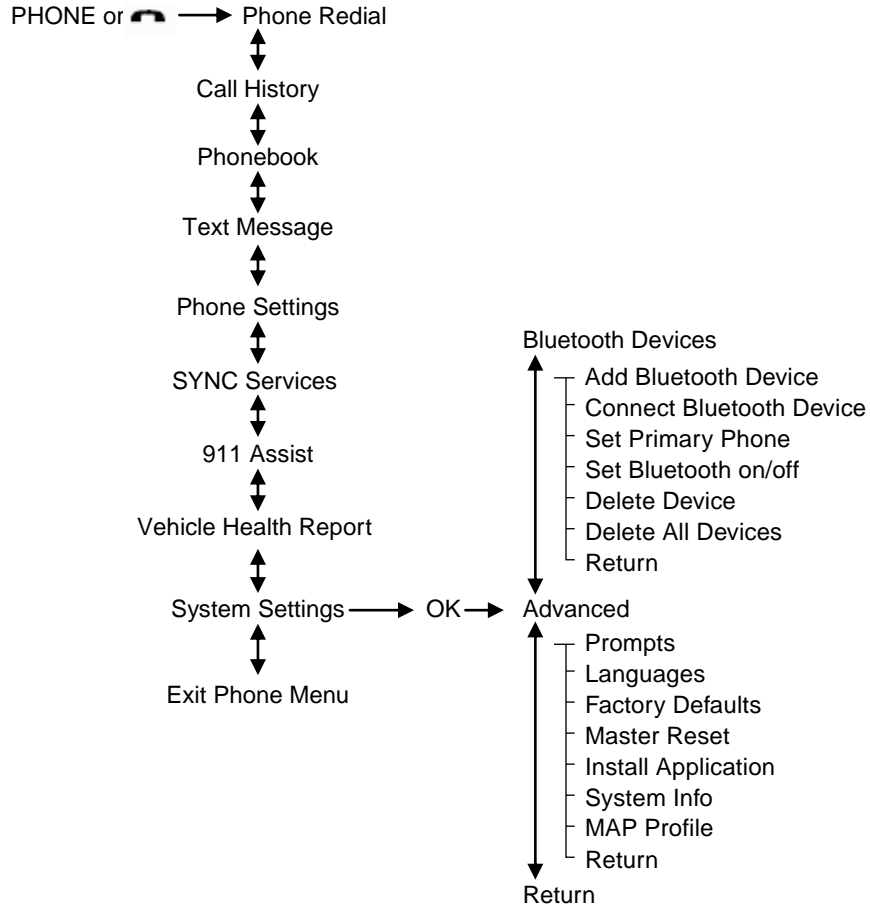 PHONE or → Phone Redial
Call History
Phonebook
Text Message
Phone Settings
SYNC Services
911 Assist
Vehicle Health Report
System Settings → OK → Advanced
Exit Phone Menu
Bluetooth Devices
Add Bluetooth Device
Connect Bluetooth Device
Set Primary Phone
Set Bluetooth on/off
Delete Device
Delete All Devices
Return
Prompts
Languages
Factory Defaults
Master Reset
Install Application
System Info
MAP Profile
Return
Return